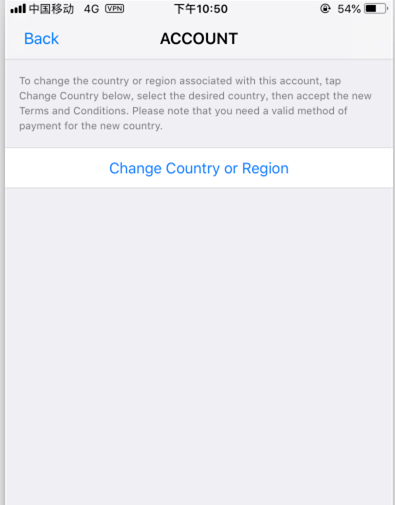 中国移动 4G VPN 下午10:50 54%
Back ACCOUNT
To change the country or region associated with this account, tap
Change Country below, select the desired country, then accept the new
Terms and Conditions. Please note that you need a valid method of
payment for the new country.
Change Country or Region